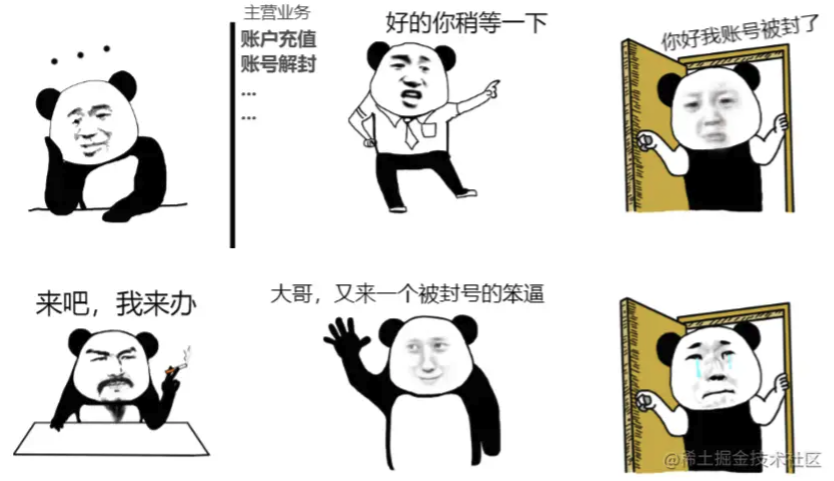 ...
主营业务
账户充值
账号解封
...
...
好的你稍等一下
你好我账号被封了
来吧，我来办
大哥，又来一个被封号的笨逼
@稀土掘金技术社区